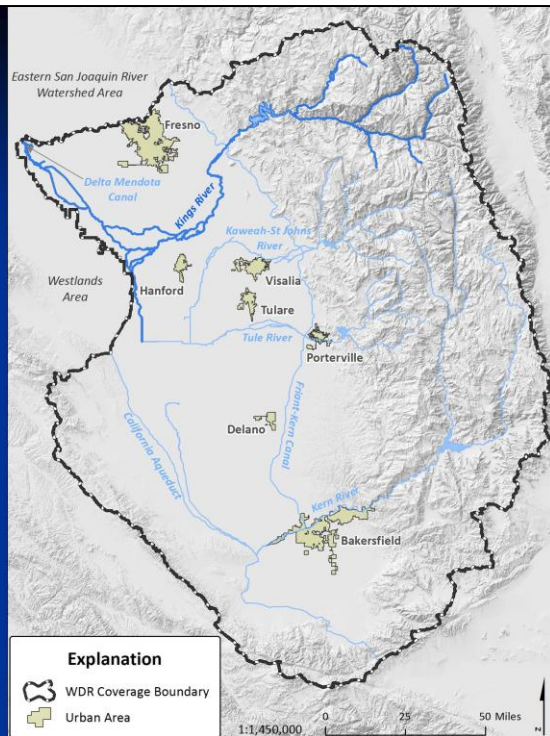 Eastern San Joaquin River
Watershed Area
Fresno
Delta Mendota
Canal
Kings River
Kaweah-St Johns
River
Westlands
Area
Hanford
Visalia
Tulare
Tule River
Porterville
California Aqueduct
Delano
Friant-Kern Canal
Kern River
Bakersfield
Explanation
WDR Coverage Boundary
Urban Area
1:1,450,000
0 25 50 Miles
N